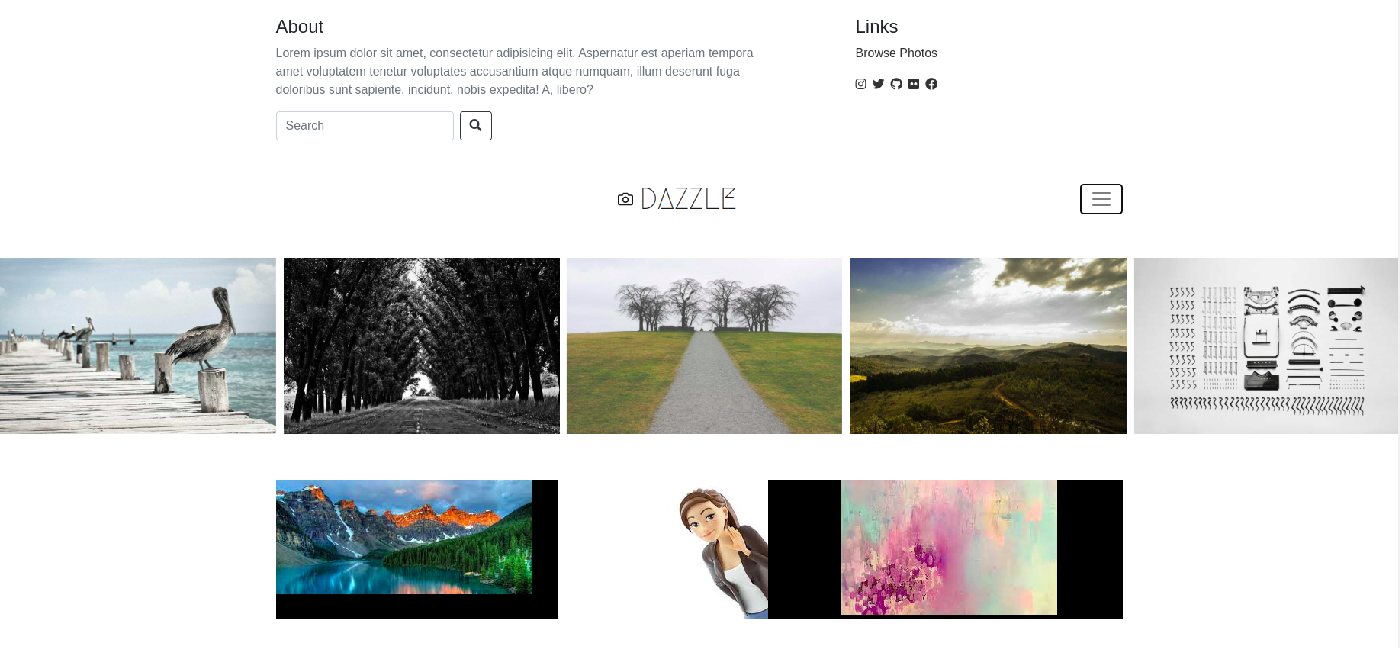 About
Lorem ipsum dolor sit amet, consectetur adipisicing elit. Aspernatur est aperiam tempora
amet voluptatem tenetur voluptates accusantium atque numquam, illum deserunt fuga
doloribus sunt sapiente, incidunt, nobis expedita! A, libero?
Search
Links
Browse Photos
DAZZLE